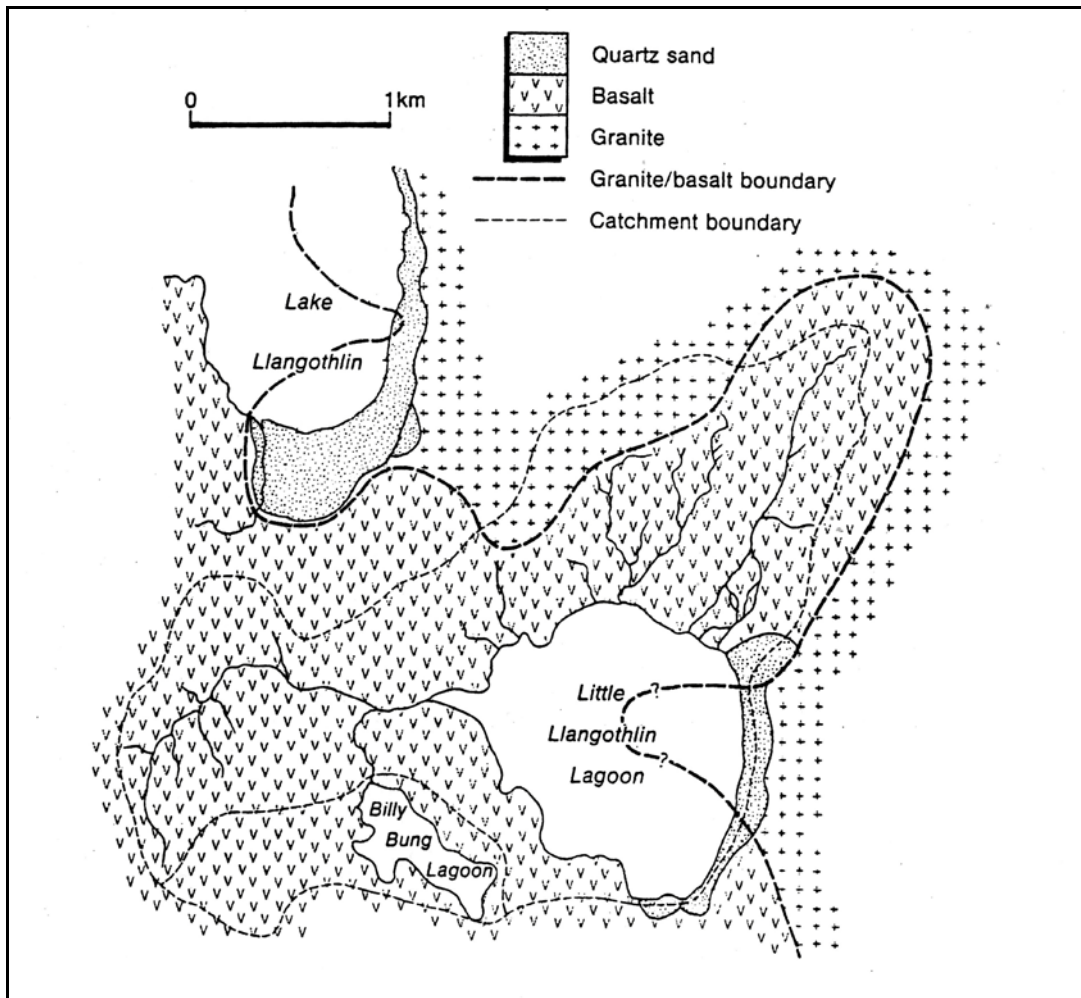 Quartz sand
Basalt
Granite
Granite/basalt boundary
Catchment boundary
0 1km
Lake
Llangothlin
Little
Llangothlin
Lagoon
?
?
Billy
Bung
Lagoon